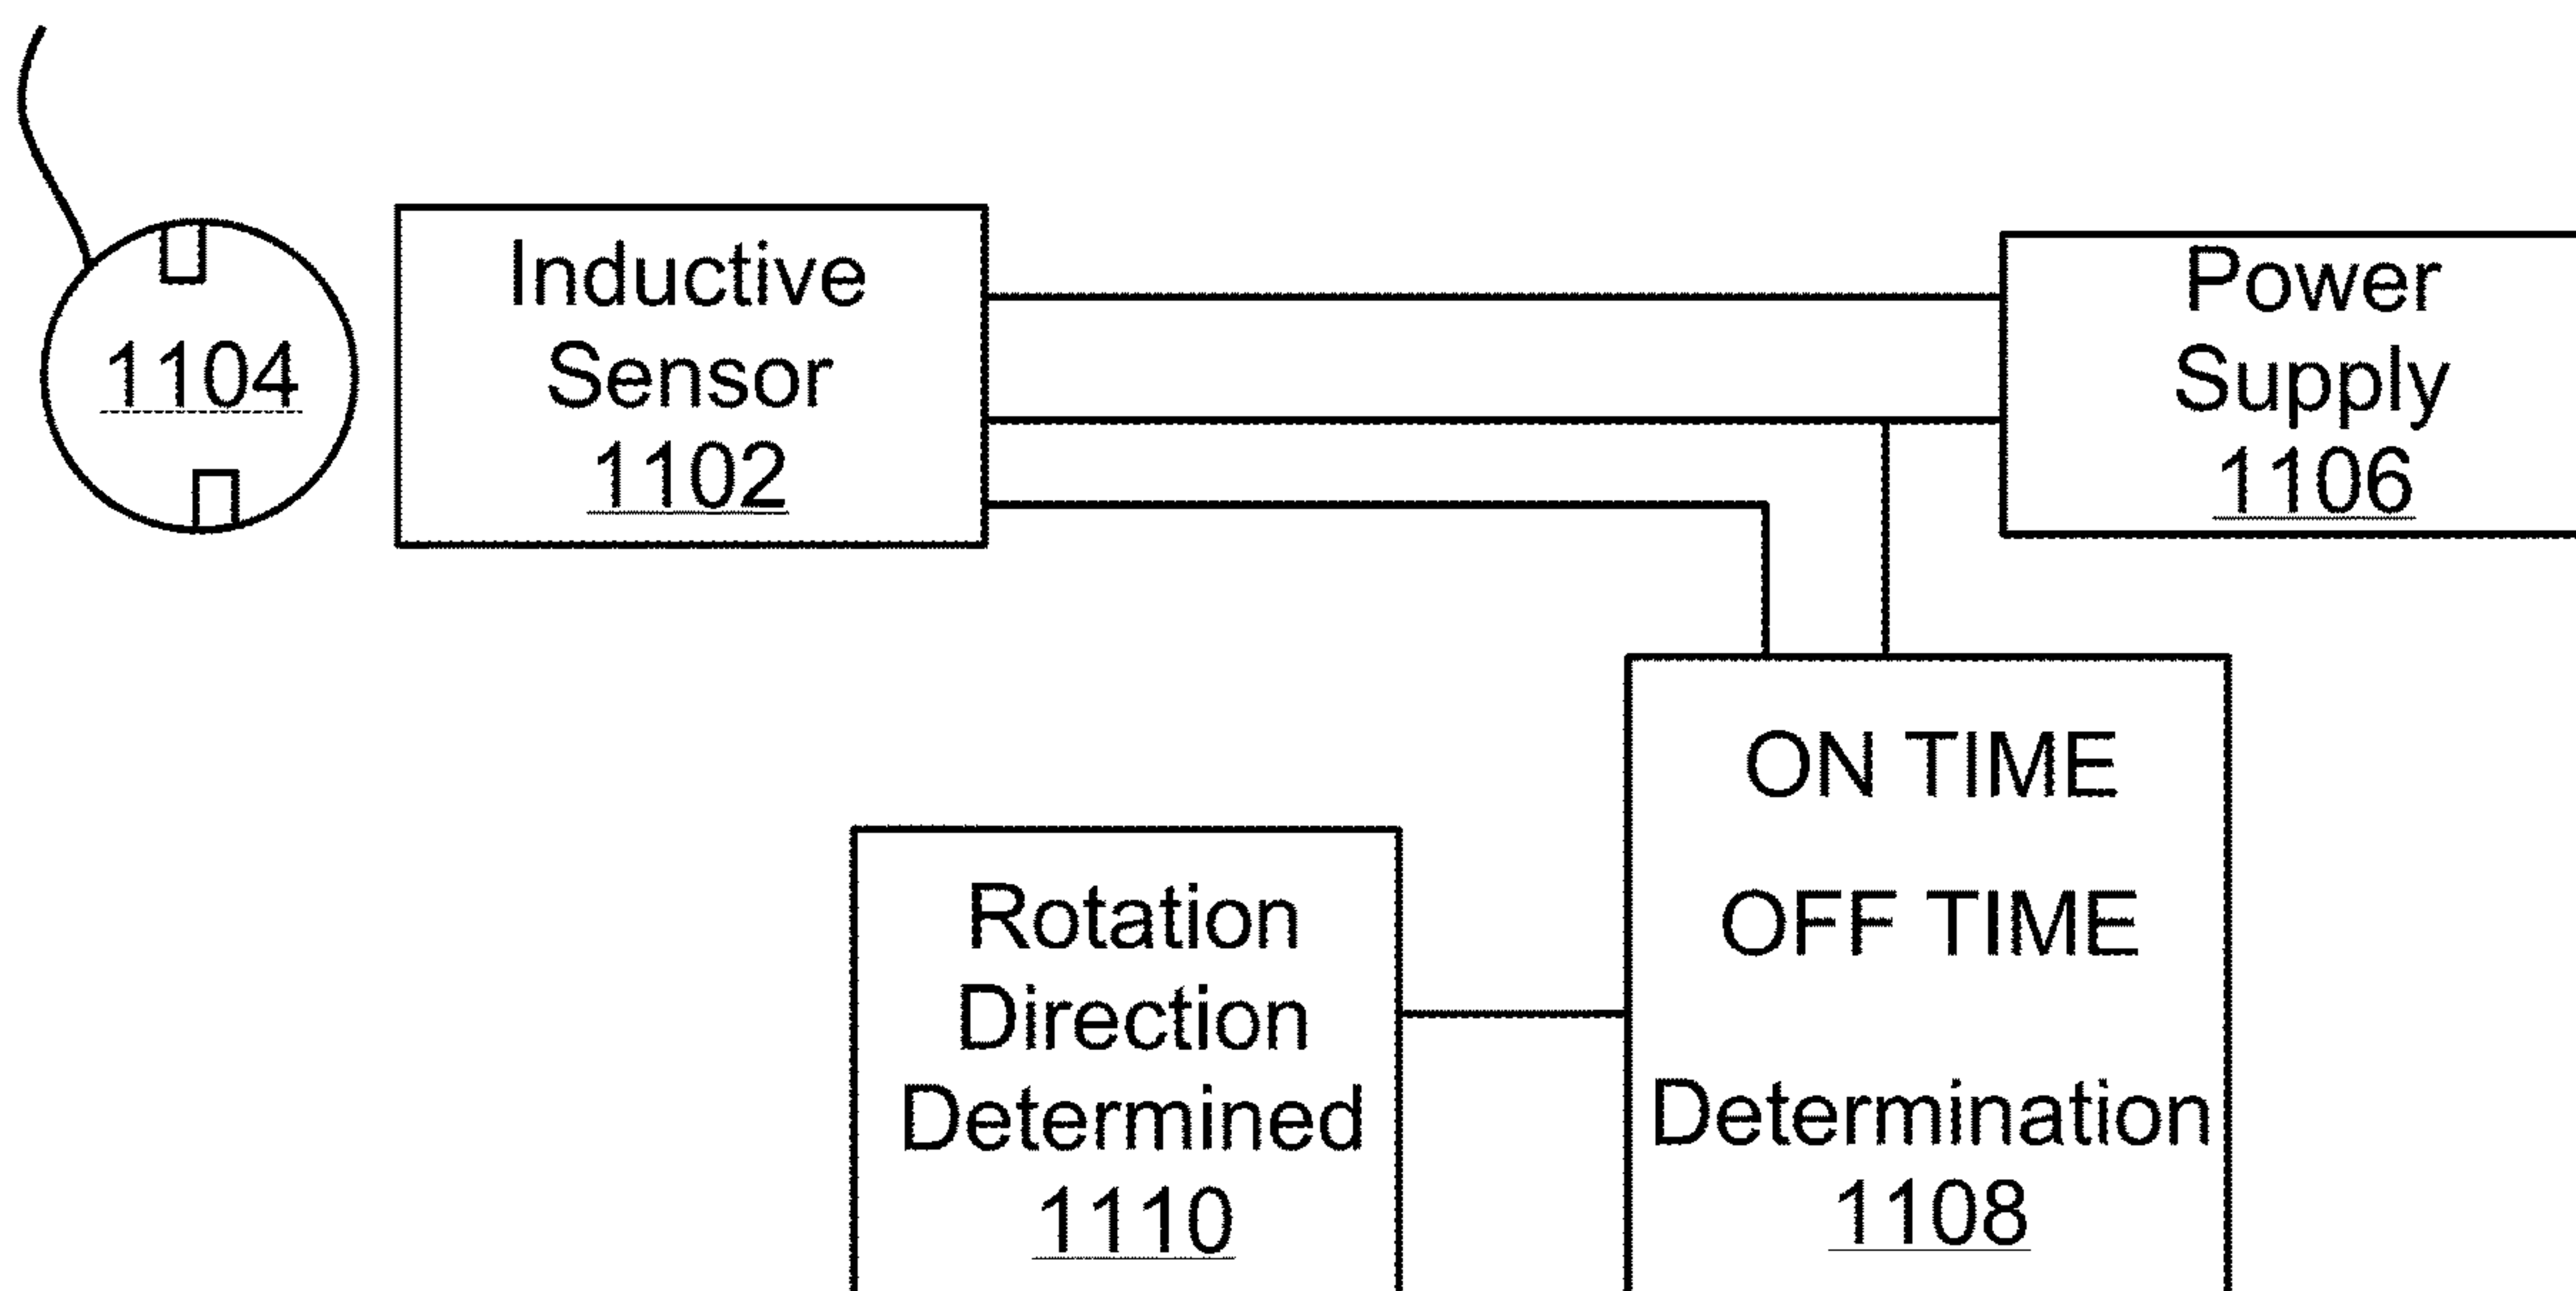 1104
Inductive
Sensor
1102
Power
Supply
1106
ON TIME
OFF TIME
Determination
1108
Rotation
Direction
Determined
1110